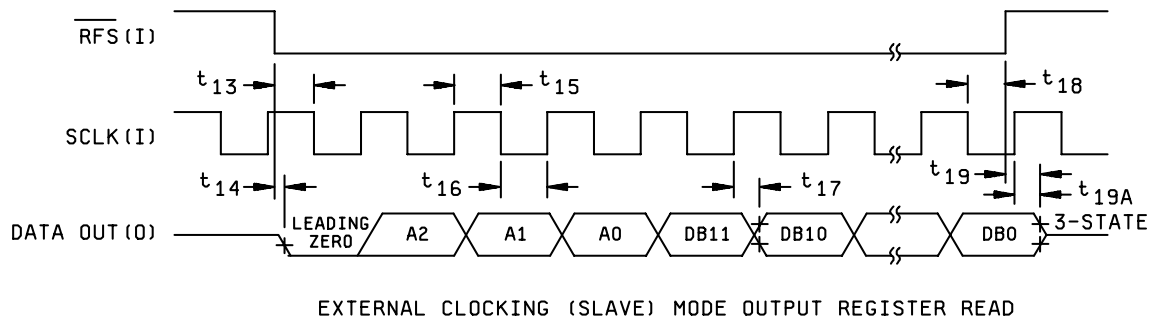 RFS(I)
t13
t15
t18
SCLK(I)
t14
t16
t17
t19
t19A
DATA OUT(O)
LEADING
ZERO
A2
A1
A0
DB11
DB10
DB0
3-STATE
EXTERNAL CLOCKING (SLAVE) MODE OUTPUT REGISTER READ